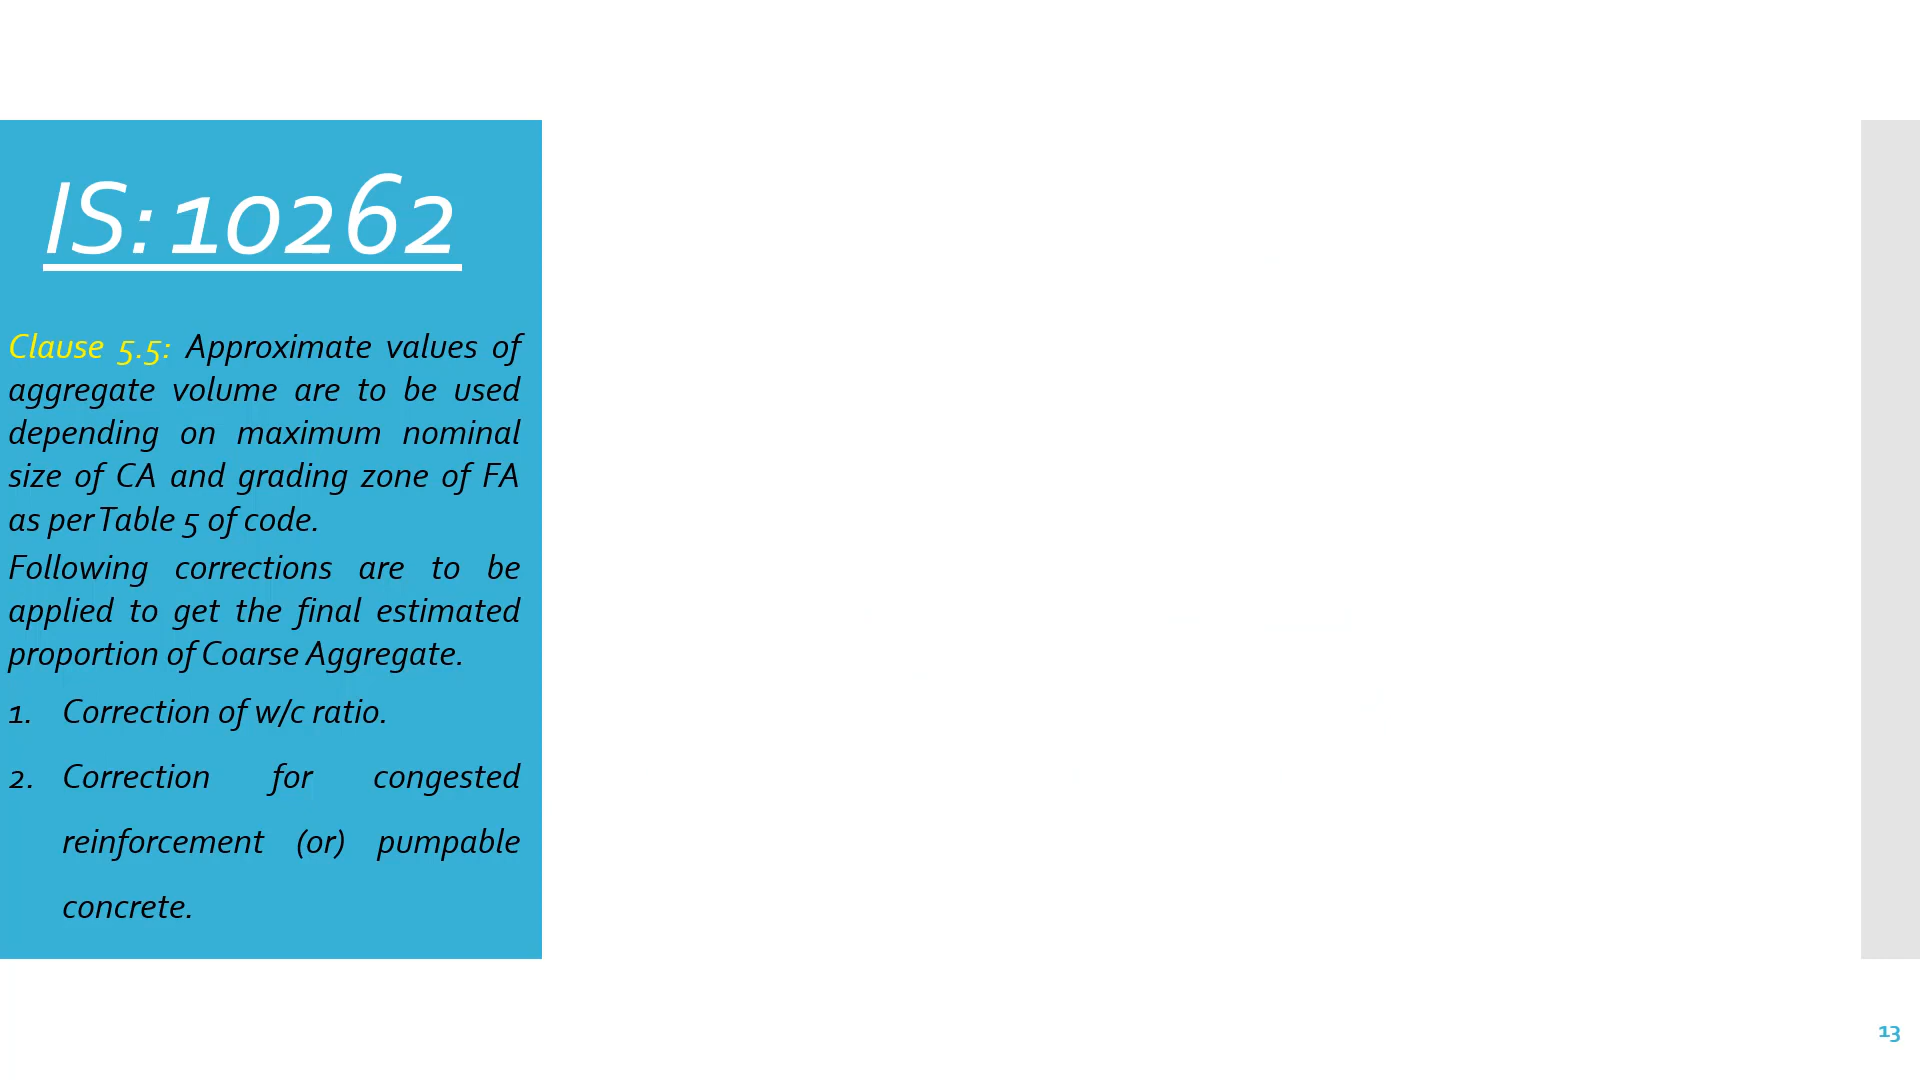 IS:10262
Clause 5.5: Approximate values of
aggregate volume are to be used
depending on maximum nominal
size of CA and grading zone of FA
as per Table 5 of code.
Following corrections are to be
applied to get the final estimated
proportion of Coarse Aggregate.
1. Correction of w/c ratio.
2. Correction for congested
reinforcement (or) pumpable
concrete.
13